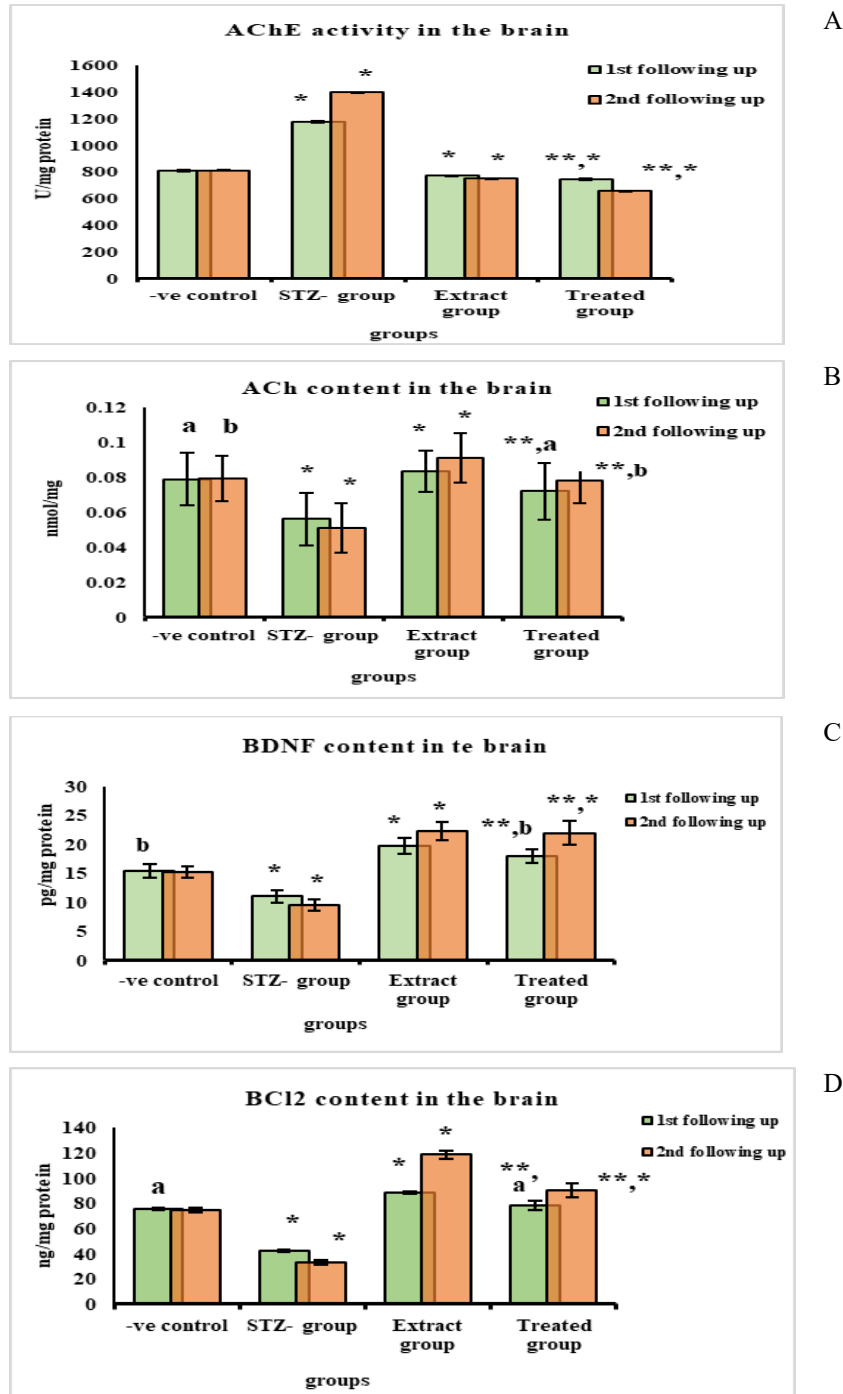 A
AChE activity in the brain
1st following up
2nd following up
U/mg protein
1600
1400
1200
1000
800
600
400
200
0
* *
* *
**,* **,*
-ve control STZ- group Extract group Treated group
groups
B
ACh content in the brain
1st following up
2nd following up
nmol/mg
0.12
0.1
0.08
0.06
0.04
0.02
0
a b
* *
* *
**,a **,b
-ve control STZ- group Extract group Treated group
groups
C
BDNF content in te brain
1st following up
2nd following up
pg/mg protein
30
25
20
15
10
5
0
b
* *
* *
**,b **,*
-ve control STZ- group Extract group Treated group
groups
D
BCl2 content in the brain
1st following up
2nd following up
ng/mg protein
140
120
100
80
60
40
20
0
a
* *
* *
**, a **,*
-ve control STZ- group Extract group Treated group
groups